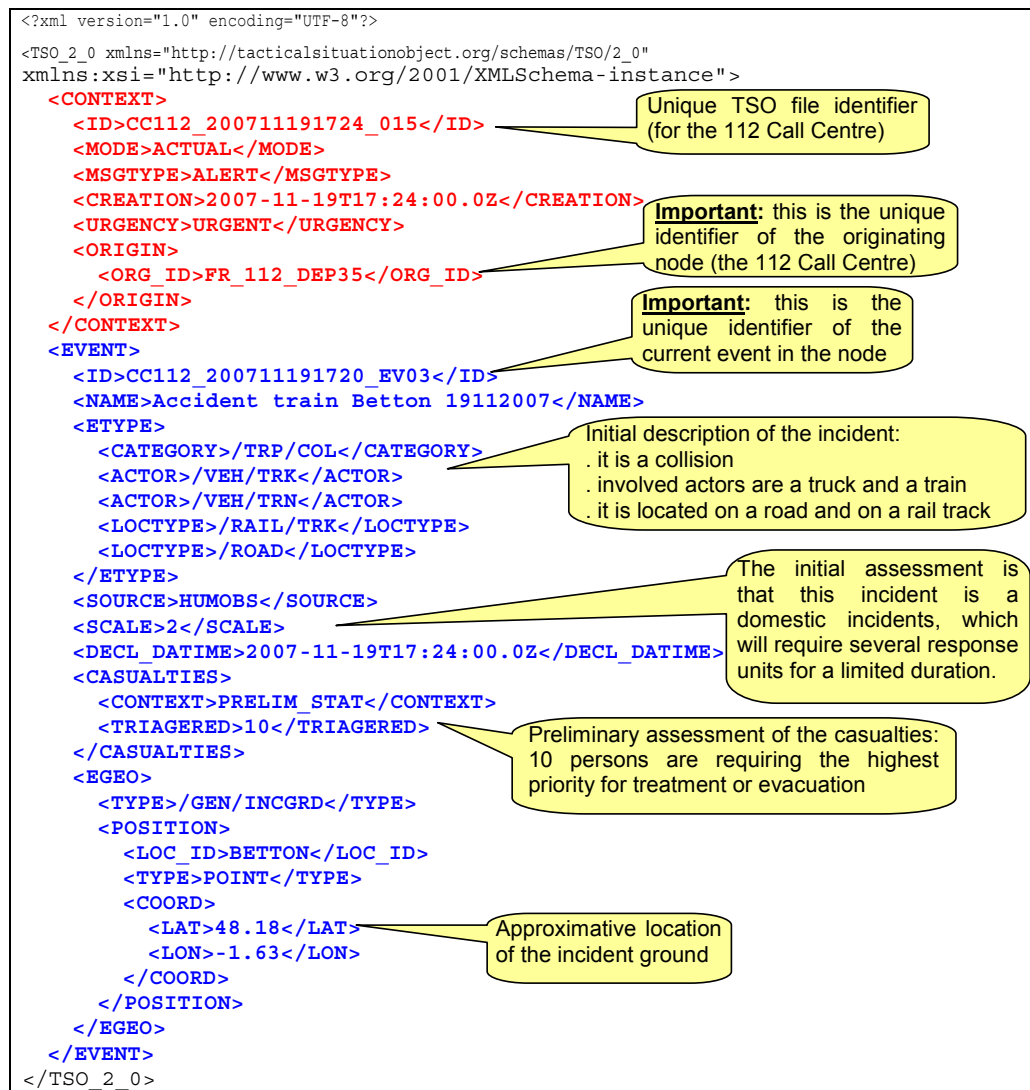 <?xml version="1.0" encoding="UTF-8"?>
<TSO_2_0 xmlns="http://tacticalsituationobject.org/schemas/TSO/2_0"
xmlns:xsi="http://www.w3.org/2001/XMLSchema-instance">
<CONTEXT>
<ID>CC112_200711191724_015</ID>
Unique TSO file identifier
(for the 112 Call Centre)
<MODE>ACTUAL</MODE>
<MSGTYPE>ALERT</MSGTYPE>
<CREATION>2007-11-19T17:24:00.0Z</CREATION>
<URGENCY>URGENT</URGENCY>
<ORIGIN>
<ORG_ID>FR_112_DEP35</ORG_ID>
Important: this is the unique
identifier of the originating
node (the 112 Call Centre)
</ORIGIN>
</CONTEXT>
<EVENT>
<ID>CC112_200711191720_EV03</ID>
Important: this is the
unique identifier of the
current event in the node
<NAME>Accident train Betton 19112007</NAME>
<ETYPE>
<CATEGORY>/TRP/COL</CATEGORY>
<ACTOR>/VEH/TRK</ACTOR>
<ACTOR>/VEH/TRN</ACTOR>
<LOCTYPE>/RAIL/TRK</LOCTYPE>
<LOCTYPE>/ROAD</LOCTYPE>
Initial description of the incident:
. it is a collision
. involved actors are a truck and a train
. it is located on a road and on a rail track
</ETYPE>
<SOURCE>HUMOBS</SOURCE>
<SCALE>2</SCALE>
The initial assessment is
that this incident is a
domestic incidents, which
will require several response
units for a limited duration.
<DECL_DATIME>2007-11-19T17:24:00.0Z</DECL_DATIME>
<CASUALTIES>
<CONTEXT>PRELIM_STAT</CONTEXT>
<TRIAGERED>10</TRIAGERED>
Preliminary assessment of the casualties:
10 persons are requiring the highest
priority for treatment or evacuation
</CASUALTIES>
<EGEO>
<TYPE>/GEN/INCGRD</TYPE>
<POSITION>
<LOC_ID>BETTON</LOC_ID>
<TYPE>POINT</TYPE>
<COORD>
<LAT>48.18</LAT>
<LON>-1.63</LON>
Approximative location
of the incident ground
</COORD>
</POSITION>
</EGEO>
</EVENT>
</TSO_2_0>